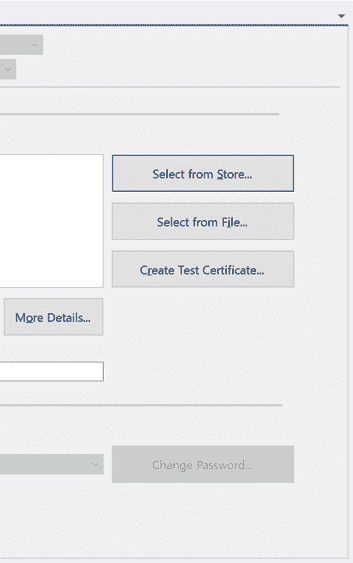 Select from Store...
Select from File...
Create Test Certificate...
More Details...
Change Password...